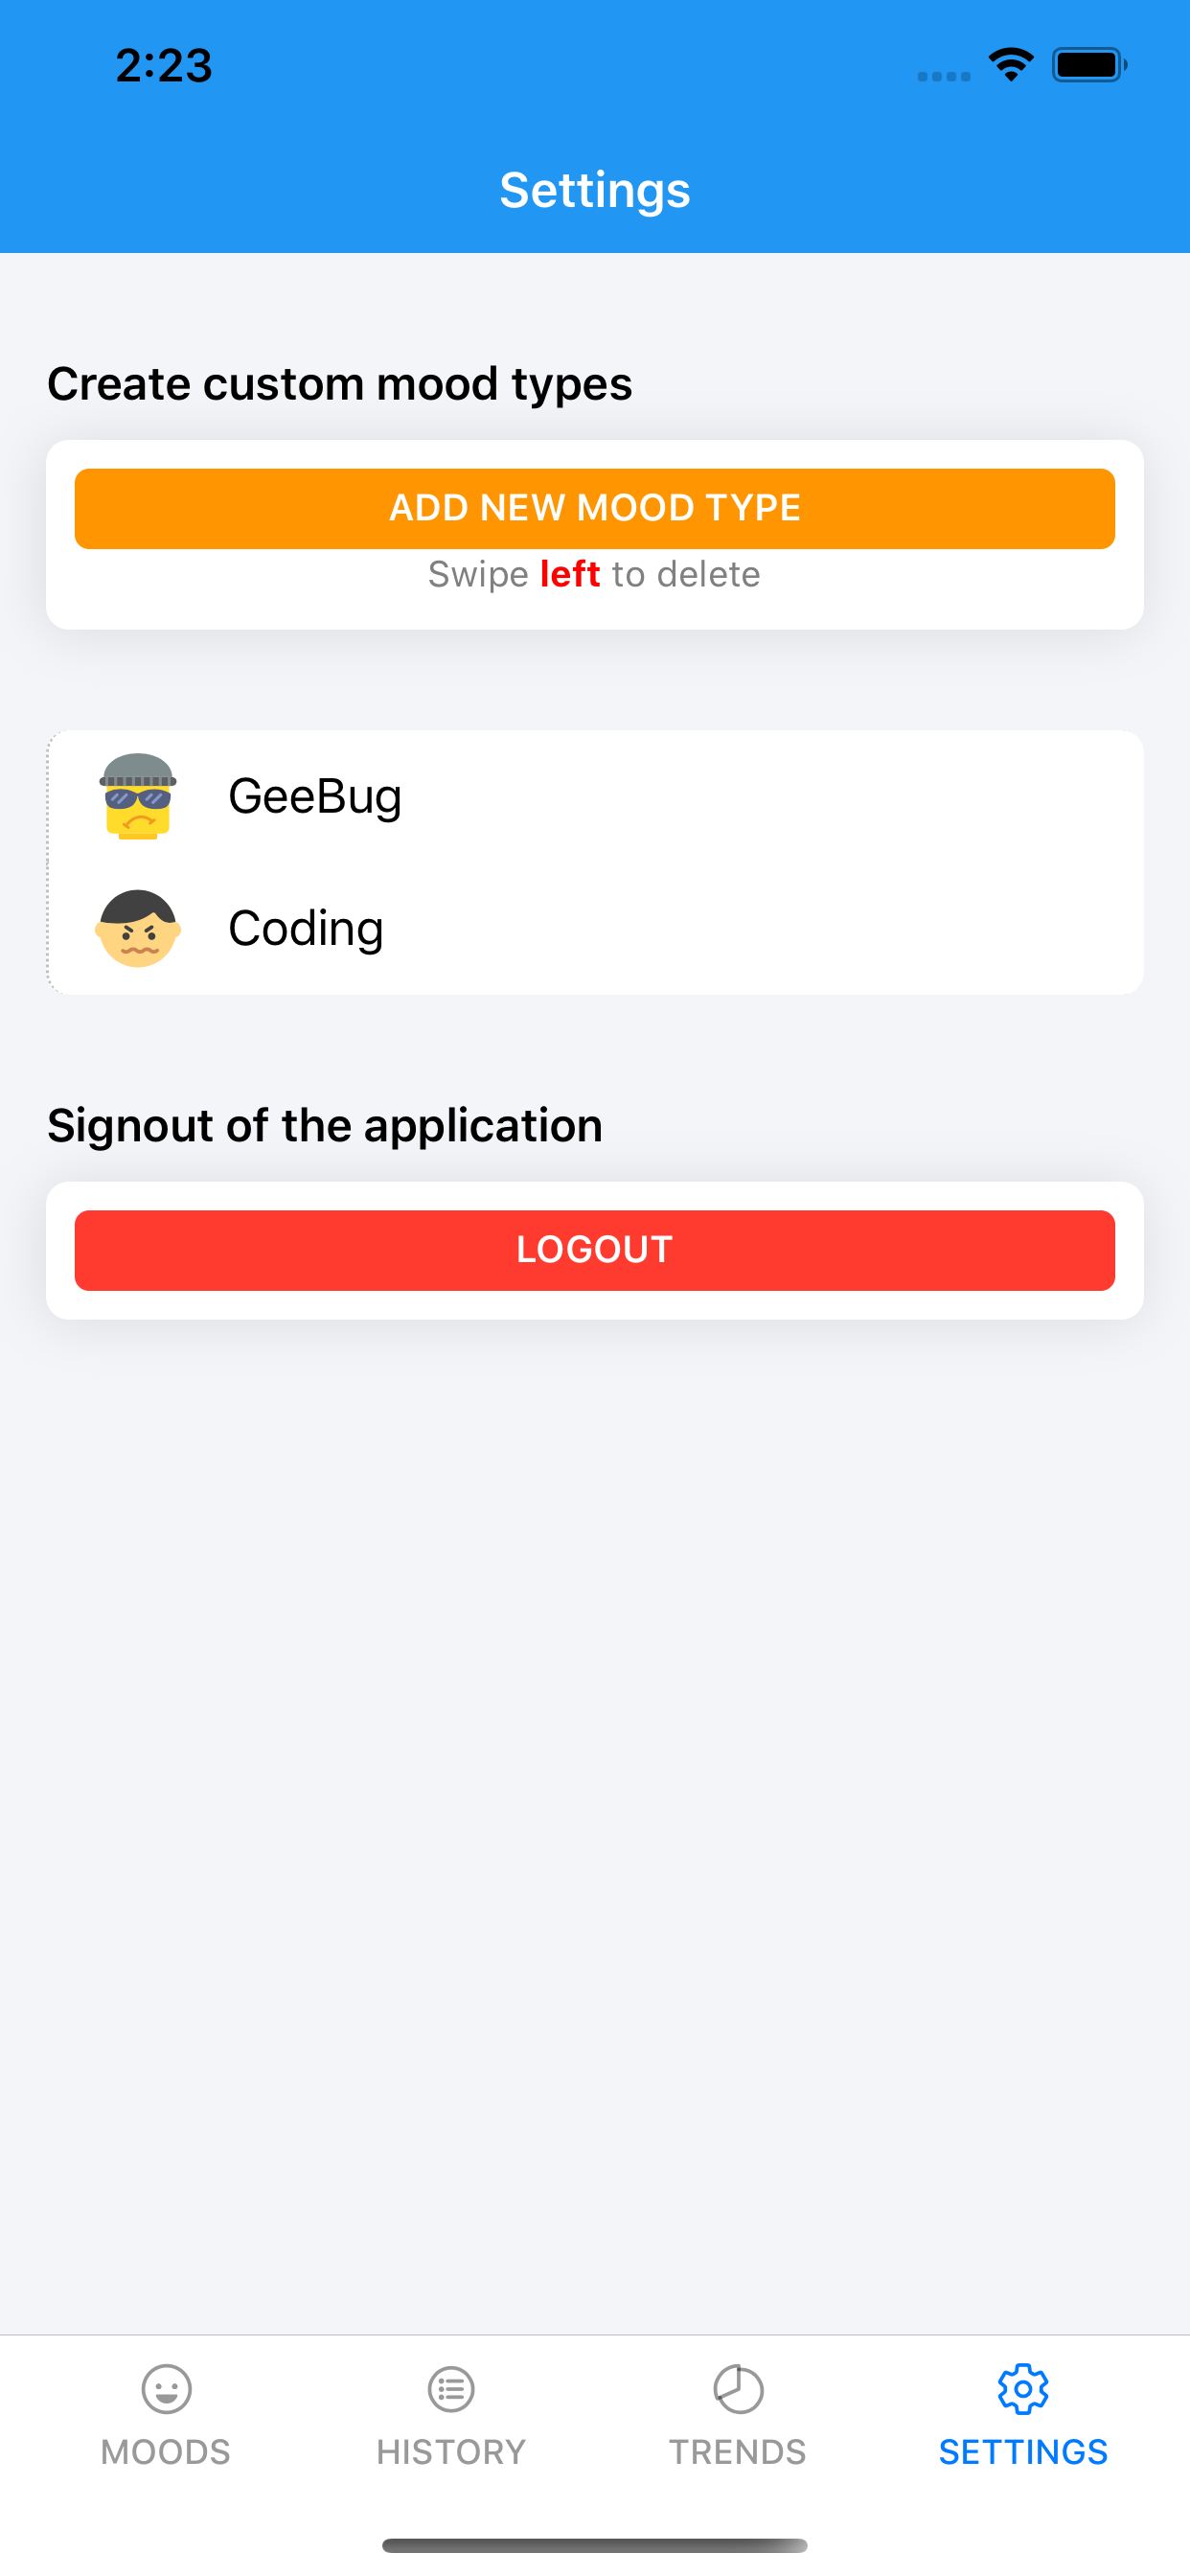 2:23
Settings
Create custom mood types
ADD NEW MOOD TYPE
Swipe left to delete
GeeBug
Coding
Signout of the application
LOGOUT
MOODS HISTORY TRENDS SETTINGS